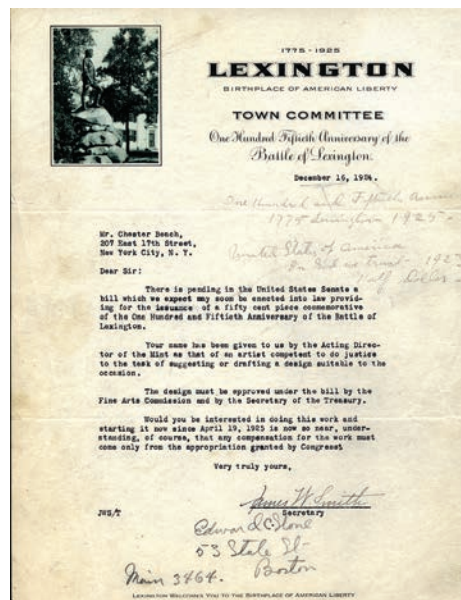 1775 - 1925
LEXINGTON
BIRTHPLACE OF AMERICAN LIBERTY
TOWN COMMITTEE
One Hundred Fiftieth Anniversary of the
Battle of Lexington.
December 16, 1924.
One Hundred and Fiftieth
1775 Lexington 1925
United States of America
In God we trust - 1925
Half Dollar
Mr. Chester Beach,
207 East 17th Street,
New York City, N. Y.
Dear Sir:
There is pending in the United States Senate a
bill which we expect may soon be enacted into law provid-
ing for the issuance of a fifty cent piece commemorative
of the One Hundred and Fiftieth Anniversary of the Battle of
Lexington.
Your name has been given to us by the Acting Direc-
tor of the Mint as that of an artist competent to do justice
to the task of suggesting or drafting a design suitable to the
occasion.
The design must be approved under the bill by the
Fine Arts Commission and by the Secretary of the Treasury.
Would you be interested in doing this work and
starting it now since April 19, 1925 is now so near, under-
standing, of course, that any compensation for the work must
come only from the appropriation granted by Congress?
Very truly yours,
James W. Smith
Secretary
JWS/T
Edward C. Stone
53 State St-
Boston
Main 3464.
LEXINGTON WELCOMES YOU TO THE BIRTHPLACE OF AMERICAN LIBERTY